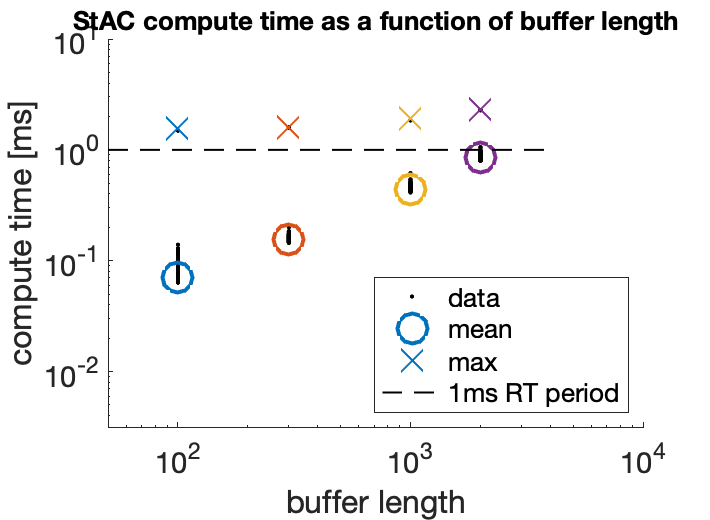 StAC compute time as a function of buffer length
10^1
10^0
10^-1
10^-2
compute time [ms]
data
mean
max
1ms RT period
10^2 10^3 10^4
buffer length